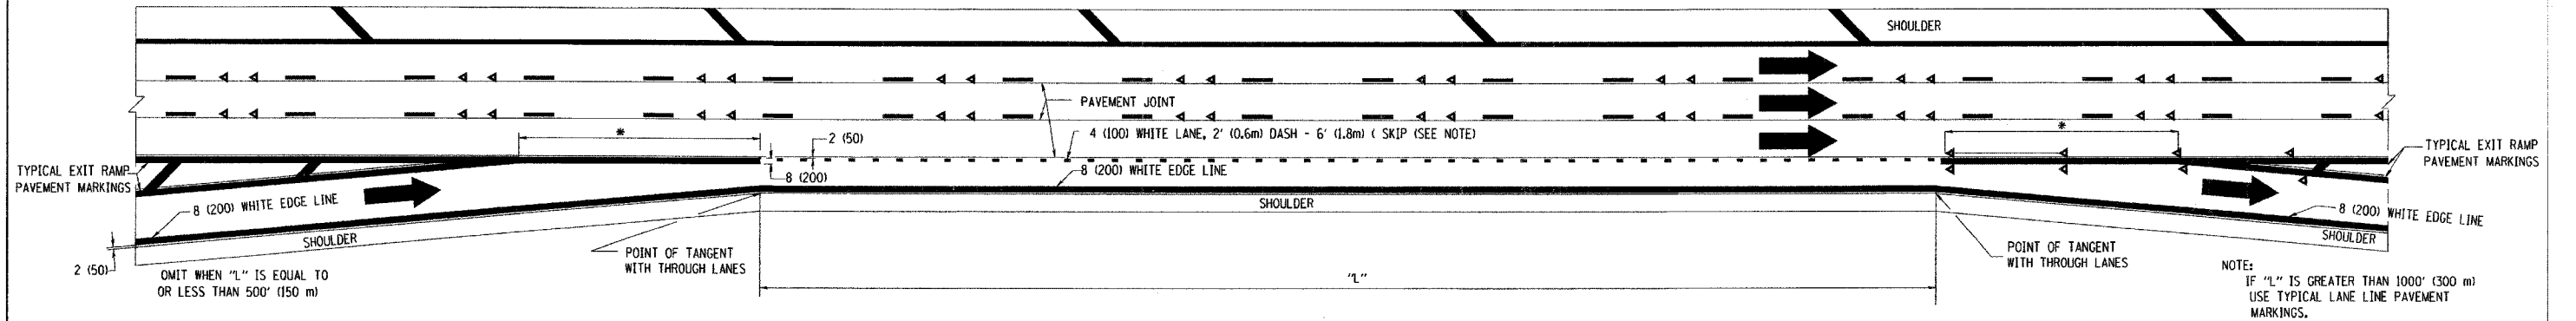 SHOULDER
PAVEMENT JOINT
*
2 (50)
4 (100) WHITE LANE, 2' (0.6m) DASH - 6' (1.8m) ( SKIP (SEE NOTE)
*
TYPICAL EXIT RAMP
PAVEMENT MARKINGS
TYPICAL EXIT RAMP
PAVEMENT MARKINGS
8 (200)
8 (200) WHITE EDGE LINE
8 (200) WHITE EDGE LINE
SHOULDER
8 (200) WHITE EDGE LINE
SHOULDER
SHOULDER
2 (50)
POINT OF TANGENT
WITH THROUGH LANES
POINT OF TANGENT
WITH THROUGH LANES
OMIT WHEN "L" IS EQUAL TO
OR LESS THAN 500' (150 m)
"L"
NOTE:
IF "L" IS GREATER THAN 1000' (300 m)
USE TYPICAL LANE LINE PAVEMENT
MARKINGS.